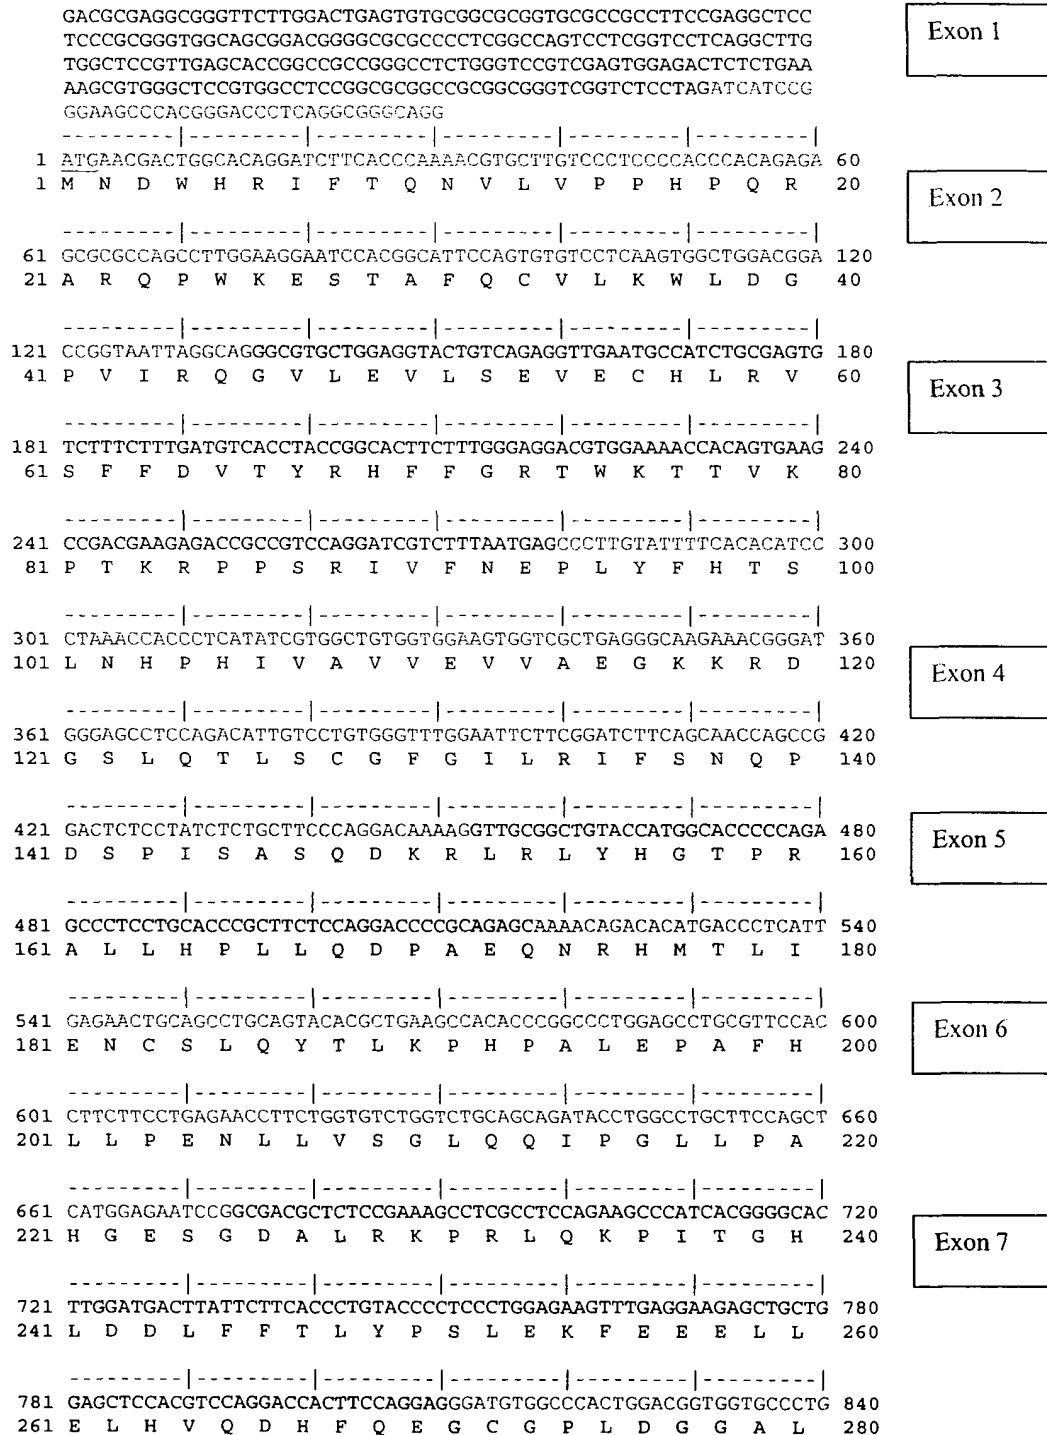 GACGCGAGGCGGGTTCTTGGACTGAGTGTGCGGCGCGGTGCGCCGCCTTCCGAGGCTCC
TCCCGCGGGTGGCAGCGGACGGGGCGCGCCCCTCGGCCAGTCCTCGGTCCTCAGGCTTG
TGGCTCCGTTGAGCACCGGCCGCCGGGCCTCTGGGTCCGTCGAGTGGAGACTCTCTGAA
AAGCGTGGGCTCCGTGGCCTCCGGCGCGGCCGCGGCGGGTCGGTCTCCTAGATCATCCG
GGAAGCCCACGGGACCCTCAGGCGGGCAGG
Exon 1
---------|---------|---------|---------|---------|---------|
1 ATGAACGACTGGCACAGGATCTTCACCCAAAACGTGCTTGTCCCTCCCCACCCACAGAGA 60
1 M N D W H R I F T Q N V L V P P H P Q R 20
Exon 2
---------|---------|---------|---------|---------|---------|
61 GCGCGCCAGCCTTGGAAGGAATCCACGGCATTCCAGTGTGTCCTCAAGTGGCTGGACGGA 120
21 A R Q P W K E S T A F Q C V L K W L D G 40
---------|---------|---------|---------|---------|---------|
121 CCGGTAATTAGGCAGGGCGTGCTGGAGGTACTGTCAGAGGTTGAATGCCATCTGCGAGTG 180
41 P V I R Q G V L E V L S E V E C H L R V 60
Exon 3
---------|---------|---------|---------|---------|---------|
181 TCTTTCTTTGATGTCACCTACCGGCACTTCTTTGGGAGGACGTGGAAAACCACAGTGAAG 240
61 S F F D V T Y R H F F G R T W K T T V K 80
---------|---------|---------|---------|---------|---------|
241 CCGACGAAGAGACCGCCGTCCAGGATCGTCTTTAATGAGCCCTTGTATTTTCACACATCC 300
81 P T K R P P S R I V F N E P L Y F H T S 100
---------|---------|---------|---------|---------|---------|
301 CTAAACCACCCTCATATCGTGGCTGTGGTGGAAGTGGTCGCTGAGGGCAAGAAACGGGAT 360
101 L N H P H I V A V V E V V A E G K K R D 120
Exon 4
---------|---------|---------|---------|---------|---------|
361 GGGAGCCTCCAGACATTGTCCTGTGGGTTTGGAATTCTTCGGATCTTCAGCAACCAGCCG 420
121 G S L Q T L S C G F G I L R I F S N Q P 140
---------|---------|---------|---------|---------|---------|
421 GACTCTCCTATCTCTGCTTCCCAGGACAAAAGGTTGCGGCTGTACCATGGCACCCCCAGA 480
141 D S P I S A S Q D K R L R L Y H G T P R 160
Exon 5
---------|---------|---------|---------|---------|---------|
481 GCCCTCCTGCACCCGCTTCTCCAGGACCCCGCAGAGCAAAACAGACACATGACCCTCATT 540
161 A L L H P L L Q D P A E Q N R H M T L I 180
---------|---------|---------|---------|---------|---------|
541 GAGAACTGCAGCCTGCAGTACACGCTGAAGCCACACCCGGCCCTGGAGCCTGCGTTCCAC 600
181 E N C S L Q Y T L K P H P A L E P A F H 200
Exon 6
---------|---------|---------|---------|---------|---------|
601 CTTCTTCCTGAGAACCTTCTGGTGTCTGGTCTGCAGCAGATACCTGGCCTGCTTCCAGCT 660
201 L L P E N L L V S G L Q Q I P G L L P A 220
---------|---------|---------|---------|---------|---------|
661 CATGGAGAATCCGGCGACGCTCTCCGAAAGCCTCGCCTCCAGAAGCCCATCACGGGGCAC 720
221 H G E S G D A L R K P R L Q K P I T G H 240
Exon 7
---------|---------|---------|---------|---------|---------|
721 TTGGATGACTTATTCTTCACCCTGTACCCCTCCCTGGAGAAGTTTGAGGAAGAGCTGCTG 780
241 L D D L F F T L Y P S L E K F E E E L L 260
---------|---------|---------|---------|---------|---------|
781 GAGCTCCACGTCCAGGACCACTTCCAGGAGGGATGTGGCCCACTGGACGGTGGTGCCCTG 840
261 E L H V Q D H F Q E G C G P L D G G A L 280